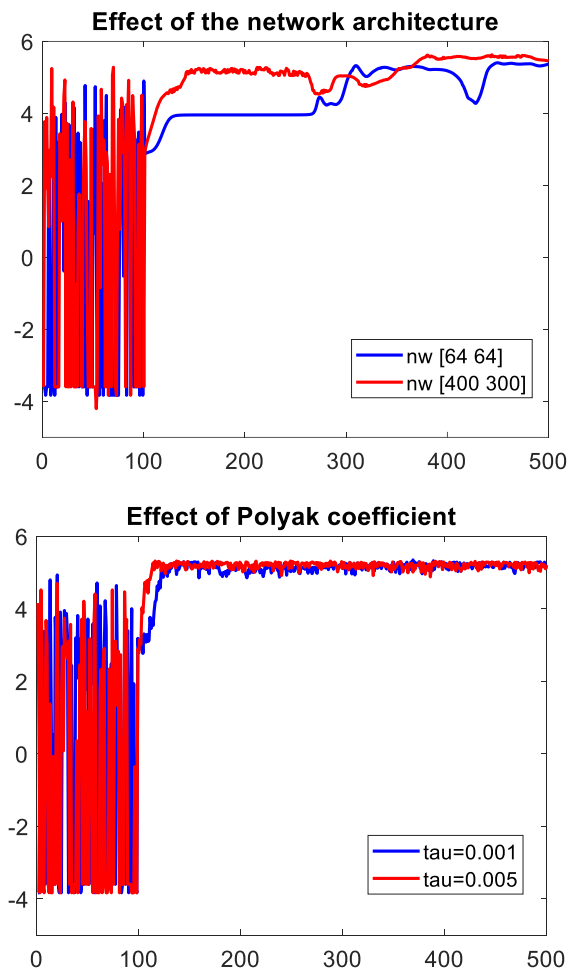 Effect of the network architecture
6
4
2
0
-2
-4
nw [64 64]
nw [400 300]
0 100 200 300 400 500
Effect of Polyak coefficient
6
4
2
0
-2
-4
tau=0.001
tau=0.005
0 100 200 300 400 500